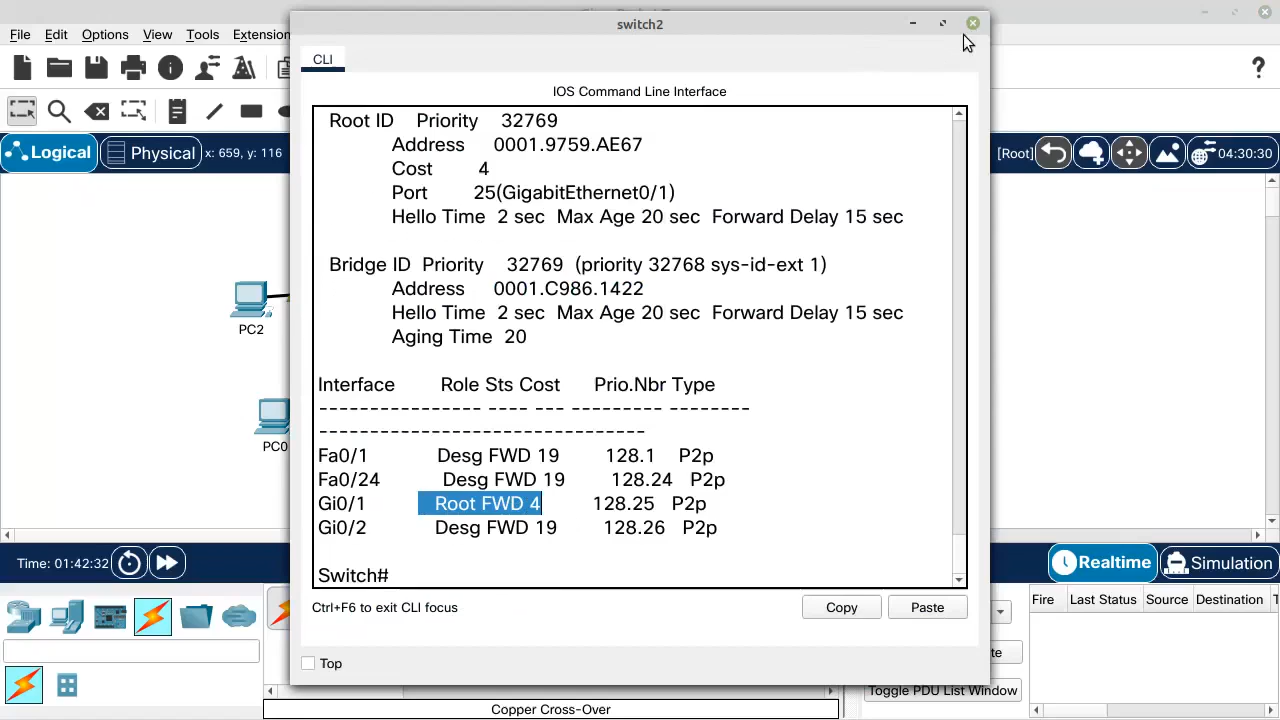 switch2
File Edit Options View Tools Extension
CLI
IOS Command Line Interface
Logical
Physical
x: 659, y: 116
[Root]
04:30:30
Root ID Priority 32769
Address 0001.9759.AE67
Cost 4
Port 25(GigabitEthernet0/1)
Hello Time 2 sec Max Age 20 sec Forward Delay 15 sec
Bridge ID Priority 32769 (priority 32768 sys-id-ext 1)
Address 0001.C986.1422
Hello Time 2 sec Max Age 20 sec Forward Delay 15 sec
Aging Time 20
Interface Role Sts Cost Prio.Nbr Type
---------------- ---- --- --------- --------
--------------------------------
Fa0/1 Desg FWD 19 128.1 P2p
Fa0/24 Desg FWD 19 128.24 P2p
Gi0/1 Root FWD 4 128.25 P2p
Gi0/2 Desg FWD 19 128.26 P2p
Switch#
PC2
PC0
Ctrl+F6 to exit CLI focus
Copy
Paste
Top
Time: 01:42:32
Realtime
Simulation
Fire Last Status Source Destination
Toggle PDU List Window
Copper Cross-Over